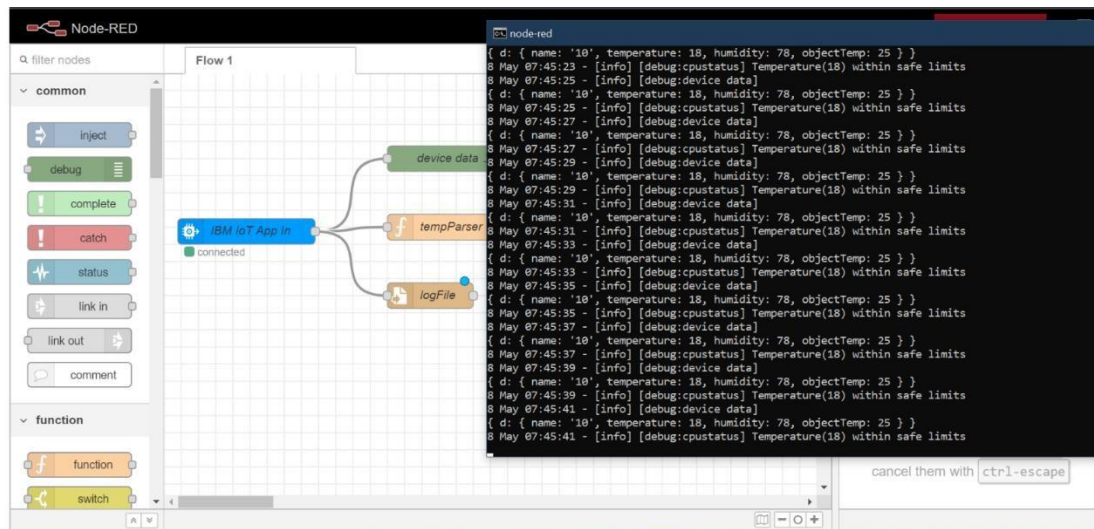 Node-RED
filter nodes
common
inject
debug
complete
catch
status
link in
link out
comment
function
function
switch
Flow 1
IBM IoT App In
connected
device data
tempParser
logFile
node-red
{ d: { name: '10', temperature: 18, humidity: 78, objectTemp: 25 } }
8 May 07:45:23 - [info] [debug:cpustatus] Temperature(18) within safe limits
8 May 07:45:25 - [info] [debug:device data]
{ d: { name: '10', temperature: 18, humidity: 78, objectTemp: 25 } }
8 May 07:45:25 - [info] [debug:cpustatus] Temperature(18) within safe limits
8 May 07:45:27 - [info] [debug:device data]
{ d: { name: '10', temperature: 18, humidity: 78, objectTemp: 25 } }
8 May 07:45:27 - [info] [debug:cpustatus] Temperature(18) within safe limits
8 May 07:45:29 - [info] [debug:device data]
{ d: { name: '10', temperature: 18, humidity: 78, objectTemp: 25 } }
8 May 07:45:29 - [info] [debug:cpustatus] Temperature(18) within safe limits
8 May 07:45:31 - [info] [debug:device data]
{ d: { name: '10', temperature: 18, humidity: 78, objectTemp: 25 } }
8 May 07:45:31 - [info] [debug:cpustatus] Temperature(18) within safe limits
8 May 07:45:33 - [info] [debug:device data]
{ d: { name: '10', temperature: 18, humidity: 78, objectTemp: 25 } }
8 May 07:45:33 - [info] [debug:cpustatus] Temperature(18) within safe limits
8 May 07:45:35 - [info] [debug:device data]
{ d: { name: '10', temperature: 18, humidity: 78, objectTemp: 25 } }
8 May 07:45:35 - [info] [debug:cpustatus] Temperature(18) within safe limits
8 May 07:45:37 - [info] [debug:device data]
{ d: { name: '10', temperature: 18, humidity: 78, objectTemp: 25 } }
8 May 07:45:37 - [info] [debug:cpustatus] Temperature(18) within safe limits
8 May 07:45:39 - [info] [debug:device data]
{ d: { name: '10', temperature: 18, humidity: 78, objectTemp: 25 } }
8 May 07:45:39 - [info] [debug:cpustatus] Temperature(18) within safe limits
8 May 07:45:41 - [info] [debug:device data]
{ d: { name: '10', temperature: 18, humidity: 78, objectTemp: 25 } }
8 May 07:45:41 - [info] [debug:cpustatus] Temperature(18) within safe limits
cancel them with ctrl-escape